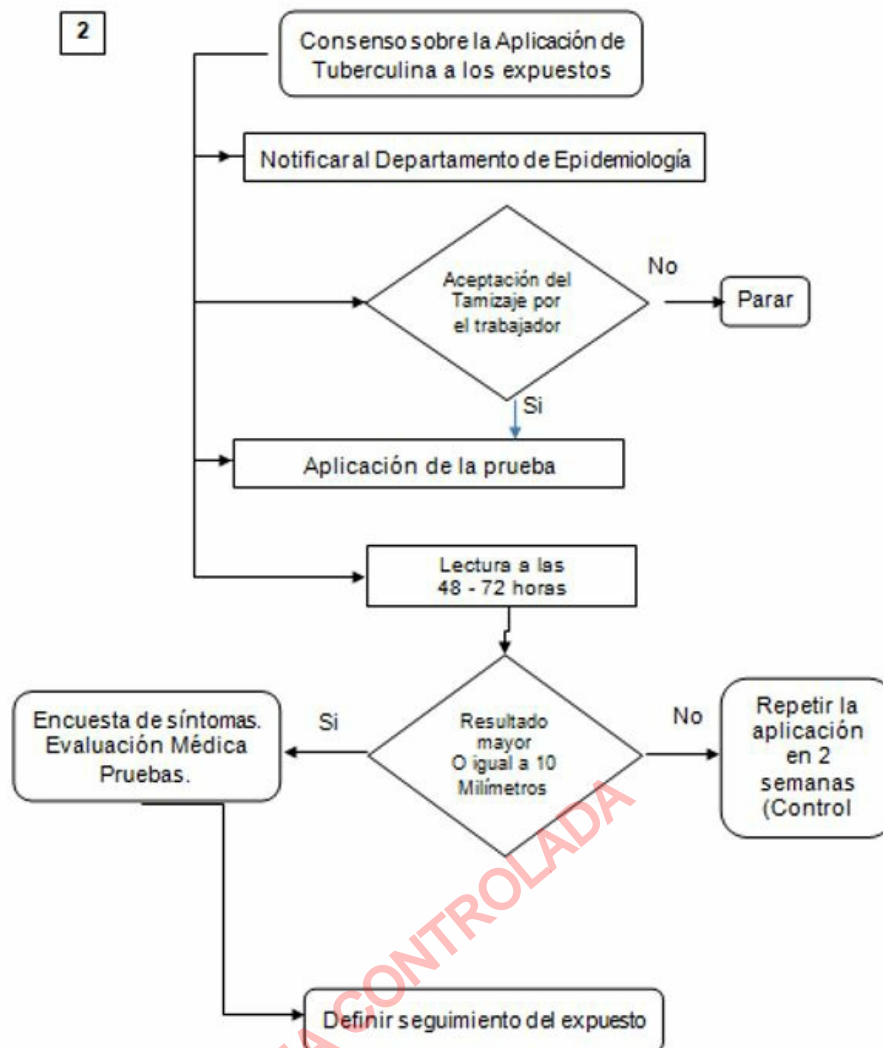 2
Consenso sobre la Aplicación de
Tuberculina a los expuestos
Notificar al Departamento de Epidemiología
Aceptación del
Tamizaje por
el trabajador
No
Parar
Si
Aplicación de la prueba
Lectura a las
48 - 72 horas
Resultado
mayor
O igual a 10
Milímetros
Si
Encuesta de síntomas.
Evaluación Médica
Pruebas.
No
Repetir la
aplicación
en 2
semanas
(Control
Definir seguimiento del expuesto
CONTROLADA